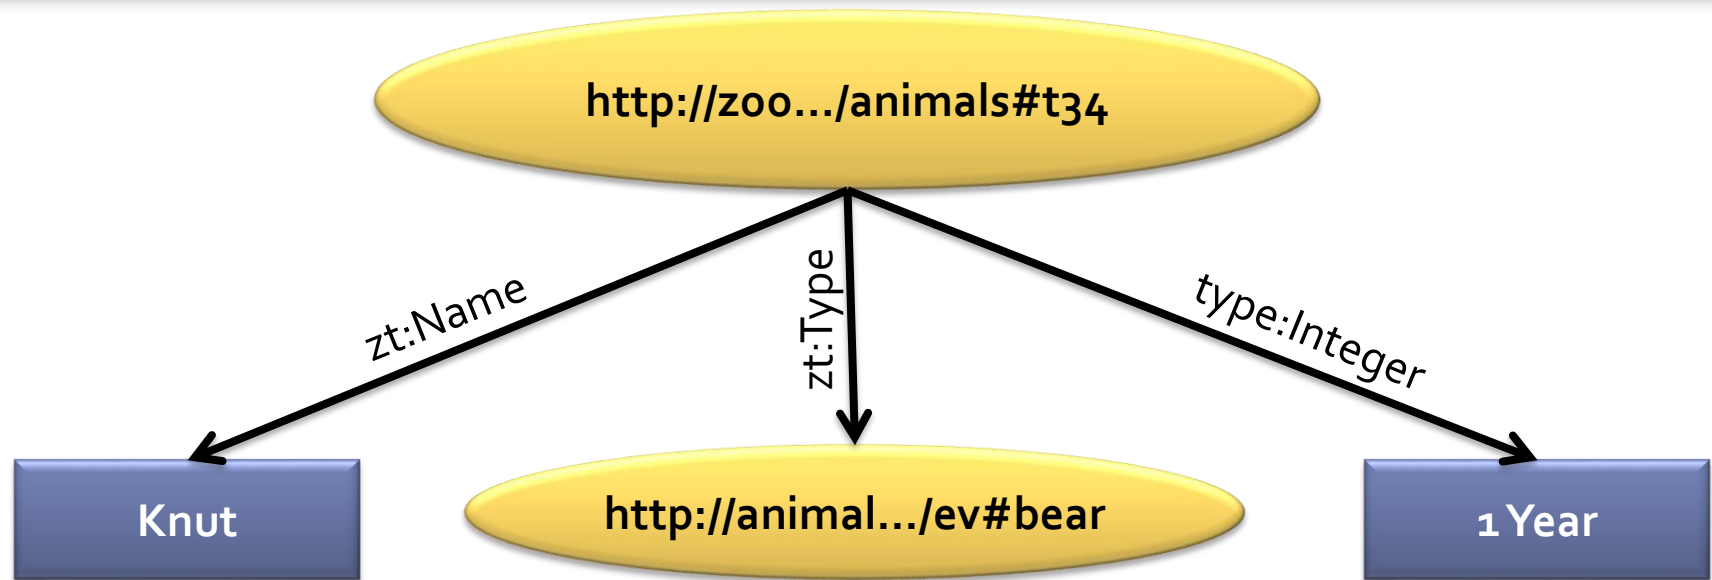 http://zoo.../animals#t34
zt:Name
zt:Type
type:Integer
Knut
http://animal.../ev#bear
1 Year